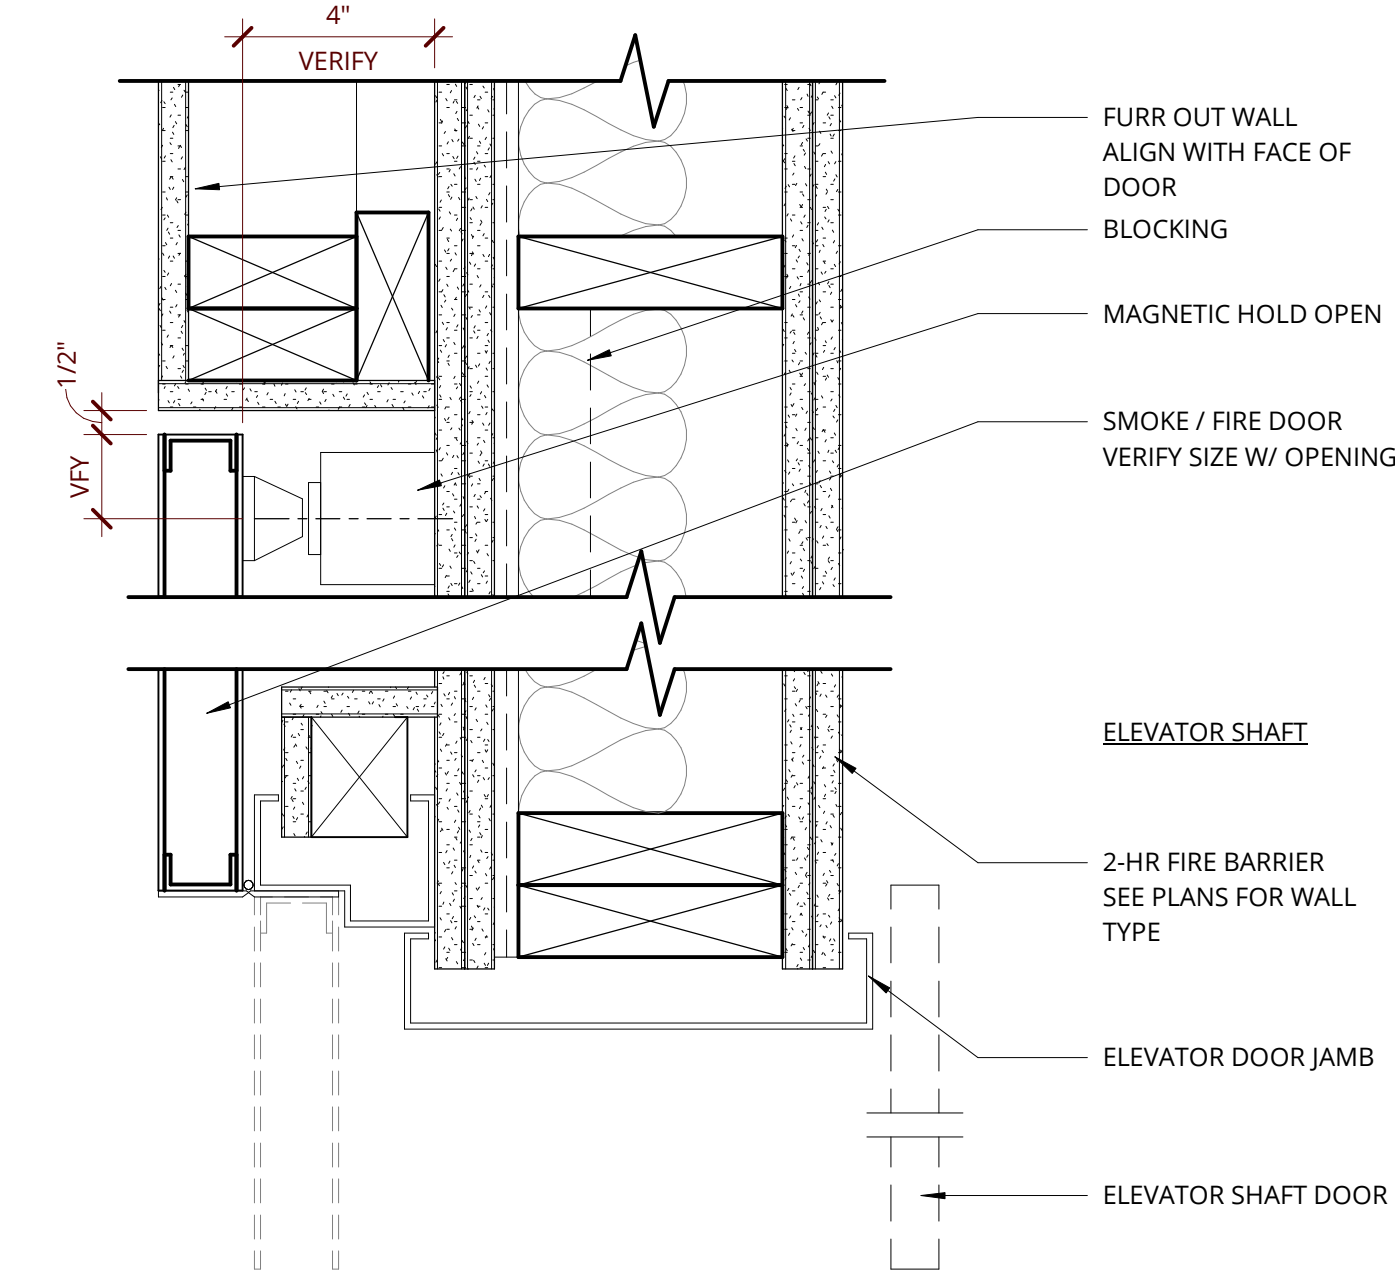 4"
VERIFY
FURR OUT WALL
ALIGN WITH FACE OF
DOOR
BLOCKING
MAGNETIC HOLD OPEN
1/2"
SMOKE / FIRE DOOR
VERIFY SIZE W/ OPENING
VFY
ELEVATOR SHAFT
2-HR FIRE BARRIER
SEE PLANS FOR WALL
TYPE
ELEVATOR DOOR JAMB
ELEVATOR SHAFT DOOR